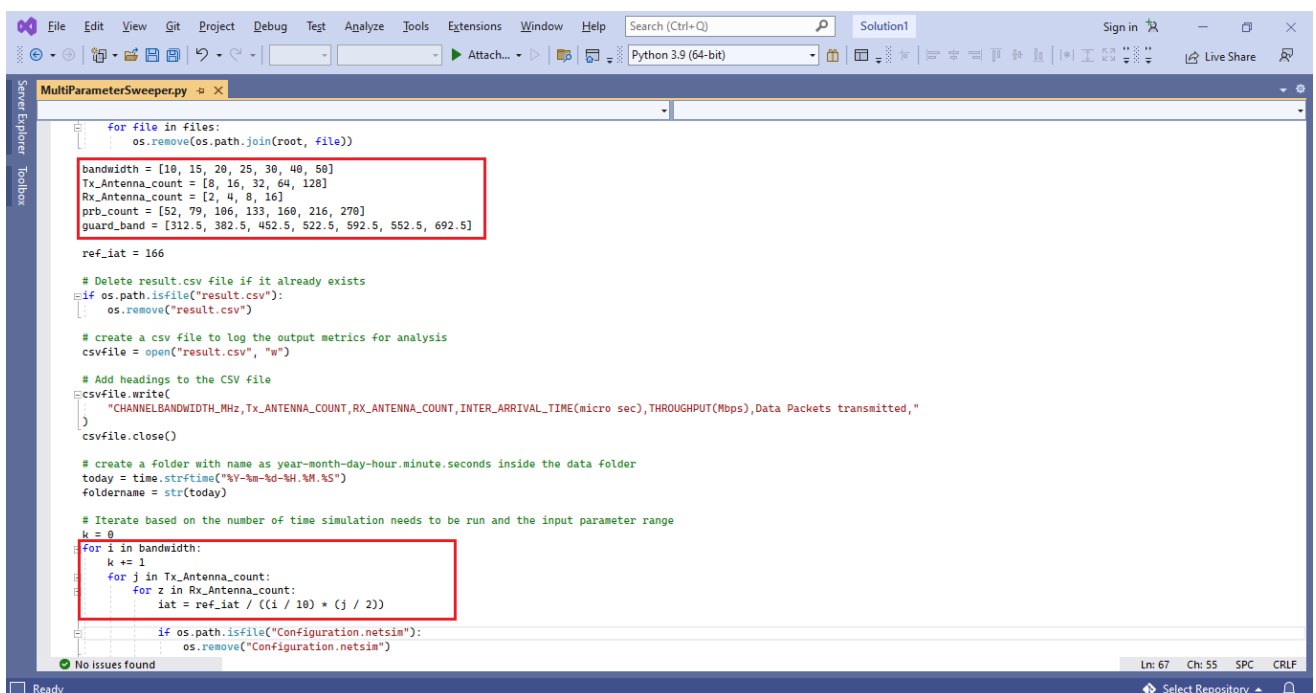 File Edit View Git Project Debug Test Analyze Tools Extensions Window Help Search (Ctrl+Q) Solution1 Sign in
Attach... Python 3.9 (64-bit) Live Share
Server Explorer
Toolbox
MultiParameterSweeper.py
for file in files:
os.remove(os.path.join(root, file))
bandwidth = [10, 15, 20, 25, 30, 40, 50]
Tx_Antenna_count = [8, 16, 32, 64, 128]
Rx_Antenna_count = [2, 4, 8, 16]
prb_count = [52, 79, 106, 133, 160, 216, 270]
guard_band = [312.5, 382.5, 452.5, 522.5, 592.5, 552.5, 692.5]
ref_iat = 166
# Delete result.csv file if it already exists
if os.path.isfile("result.csv"):
os.remove("result.csv")
# create a csv file to log the output metrics for analysis
csvfile = open("result.csv", "w")
# Add headings to the CSV file
csvfile.write(
"CHANNELBANDWIDTH_MHz,Tx_ANTENNA_COUNT,RX_ANTENNA_COUNT,INTER_ARRIVAL_TIME(micro sec),THROUGHPUT(Mbps),Data Packets transmitted,"
)
csvfile.close()
# create a folder with name as year-month-day-hour.minute.seconds inside the data folder
today = time.strftime("%Y-%m-%d-%H.%M.%S")
foldername = str(today)
# Iterate based on the number of time simulation needs to be run and the input parameter range
k = 0
for i in bandwidth:
k += 1
for j in Tx_Antenna_count:
for z in Rx_Antenna_count:
iat = ref_iat / ((i / 10) * (j / 2))
if os.path.isfile("Configuration.netsim"):
os.remove("Configuration.netsim")
No issues found Ln: 67 Ch: 55 SPC CRLF
Ready Select Repository